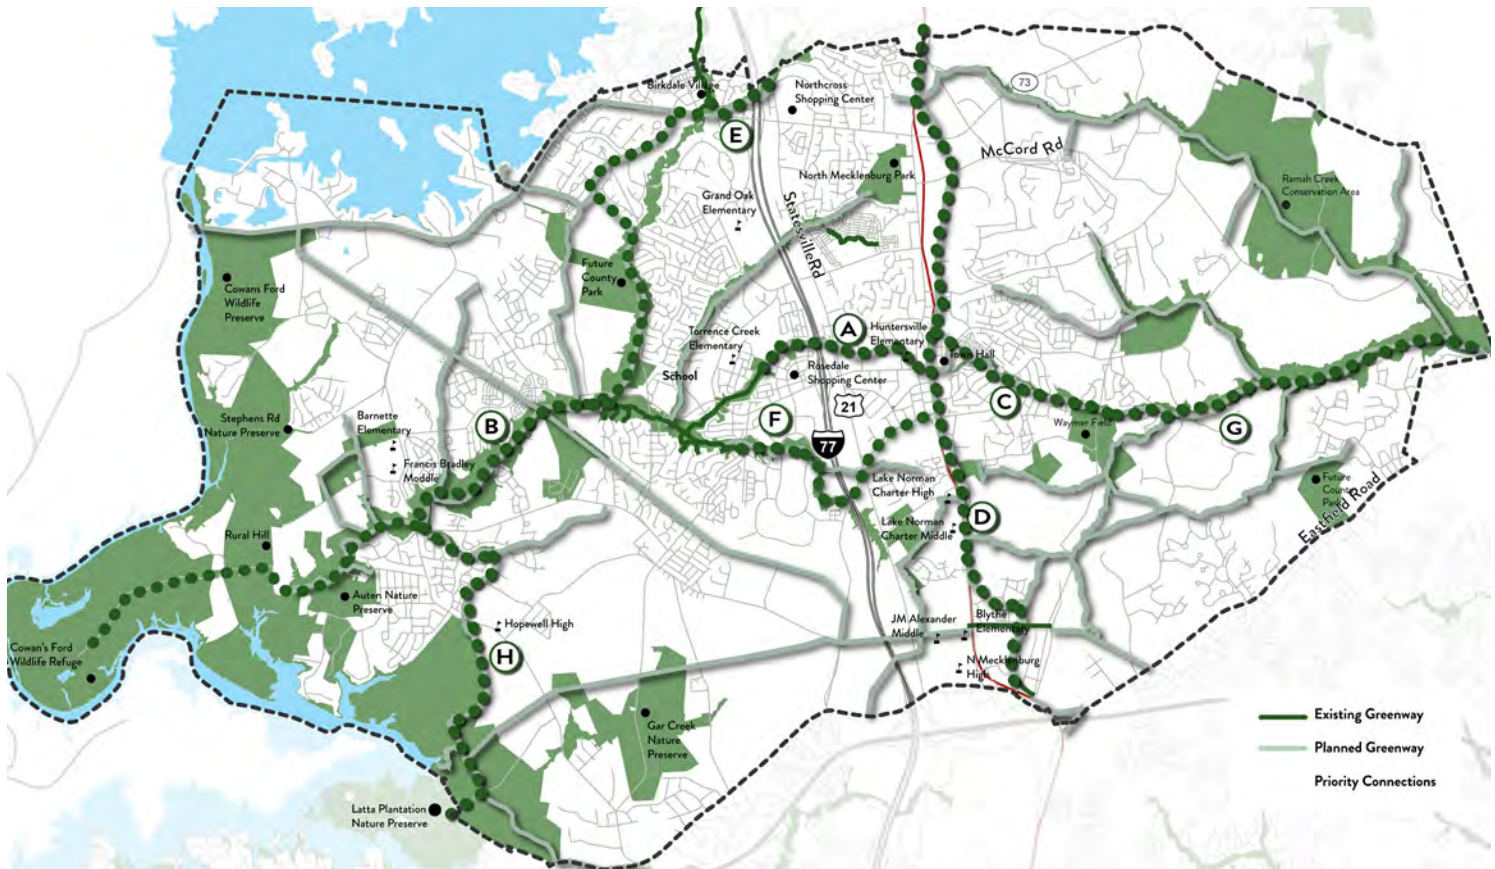 Birkdale Village
Northcross
Shopping Center
73
E
McCord Rd
North Mecklenburg Park
Ramah Creek
Conservation Area
Grand Oak
Elementary
Statesville Rd
Future
County
Park
Cowans Ford
Wildlife
Preserve
Torrence Creek
Elementary
A
Huntersville
Elementary
Town Hall
School
Rosedale
Shopping Center
21
C
Stephens Rd
Nature Preserve
Barnette
Elementary
B
F
77
Waymer Field
G
Francis Bradley
Moddle
Lake Norman
Charter High
Future
County
Park
Eastfield Road
Lake Norman
Charter Middle
D
Rural Hill
Auten Nature
Preserve
Hopewell High
JM Alexander
Middle
Blythe
Elementary
Cowan's Ford
Wildlife Refuge
H
N Mecklenburg
High
Gar Creek
Nature
Preserve
Existing Greenway
Planned Greenway
Priority Connections
Latta Plantation
Nature Preserve